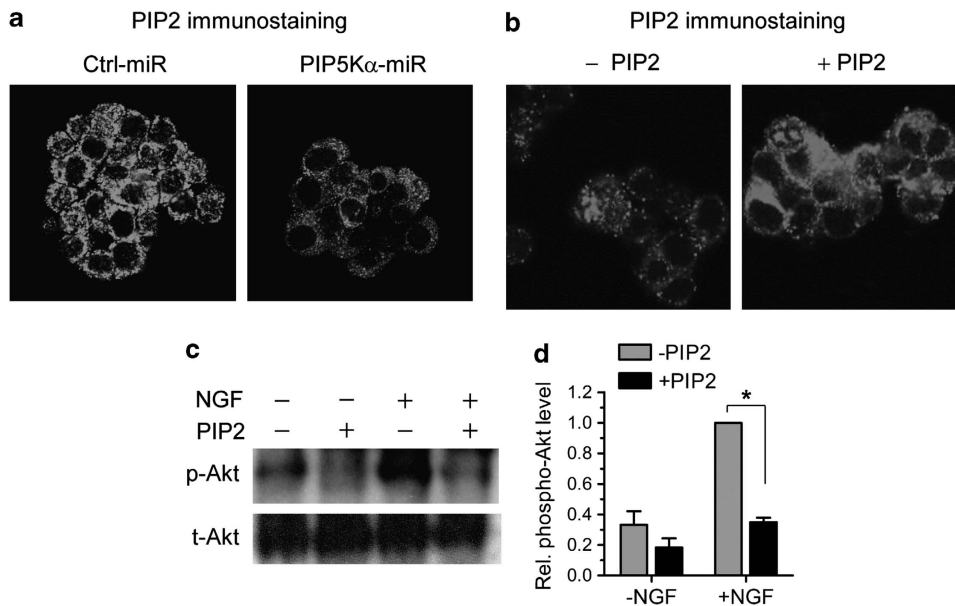 a
PIP2 immunostaining
Ctrl-miR
PIP5Kα-miR
b
PIP2 immunostaining
− PIP2
+ PIP2
c
NGF − − + +
PIP2 − + − +
p-Akt
t-Akt
d
-PIP2
+PIP2
Rel. phospho-Akt level
1.2
1.0
0.8
0.6
0.4
0.2
0.0
*
-NGF
+NGF